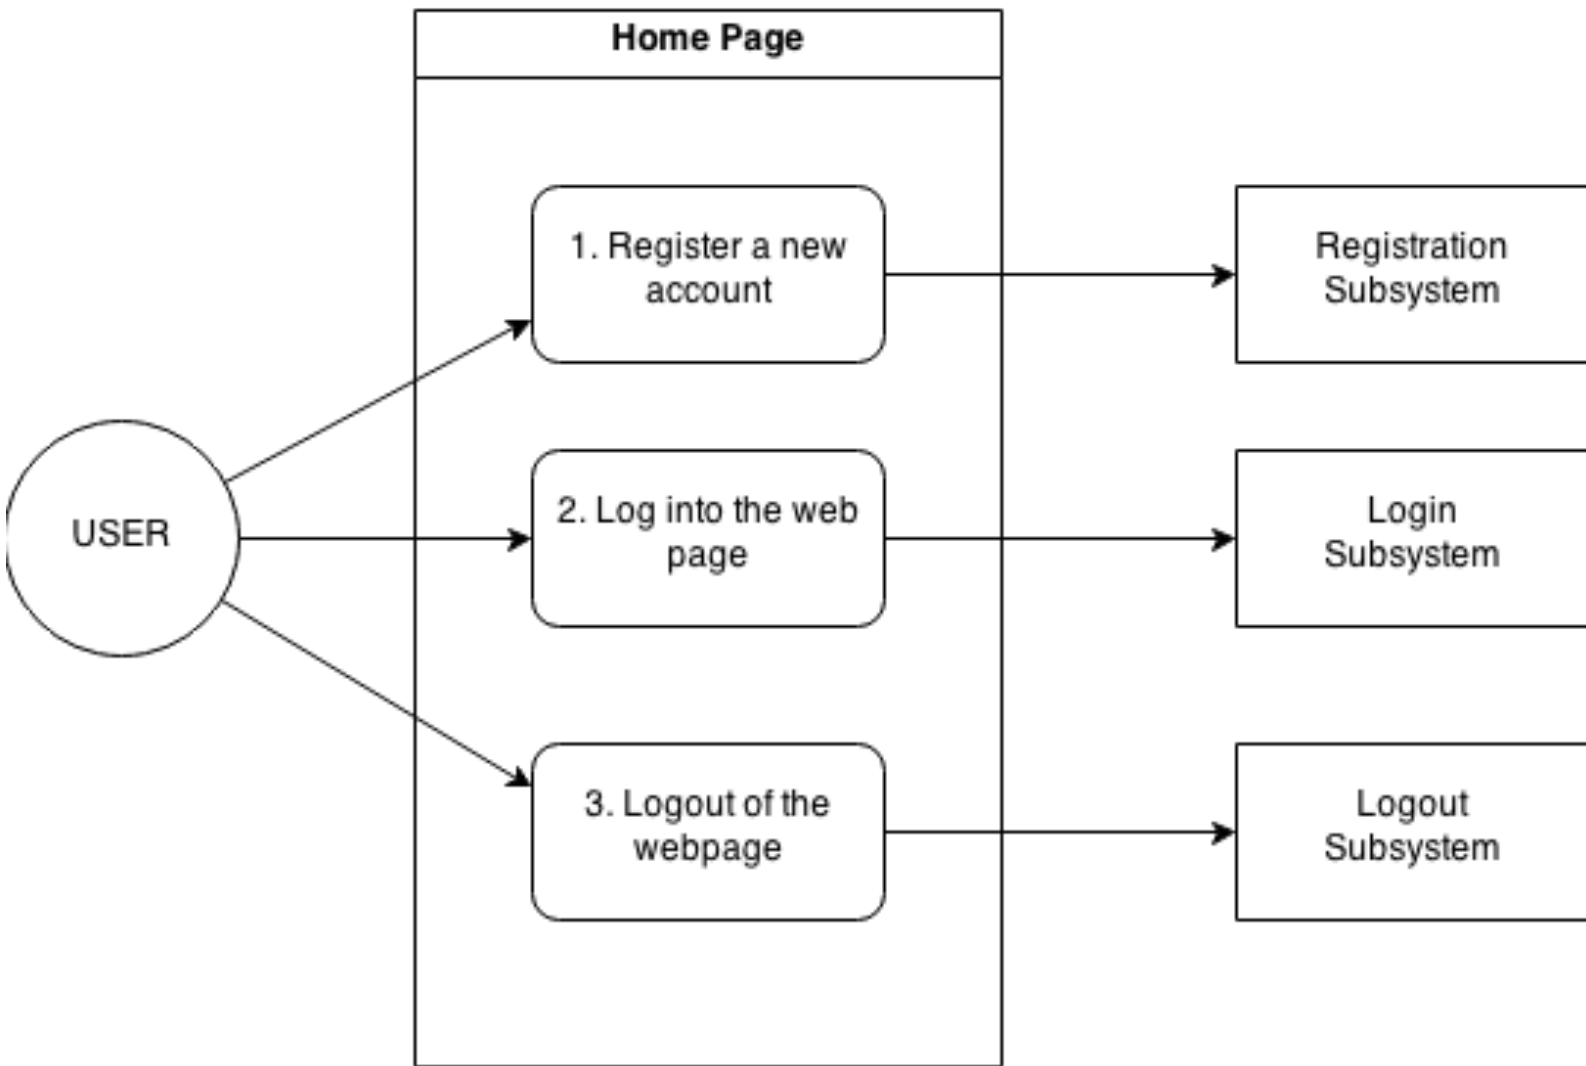 Home Page
1. Register a new
account
Registration
Subsystem
USER
2. Log into the web
page
Login
Subsystem
3. Logout of the
webpage
Logout
Subsystem